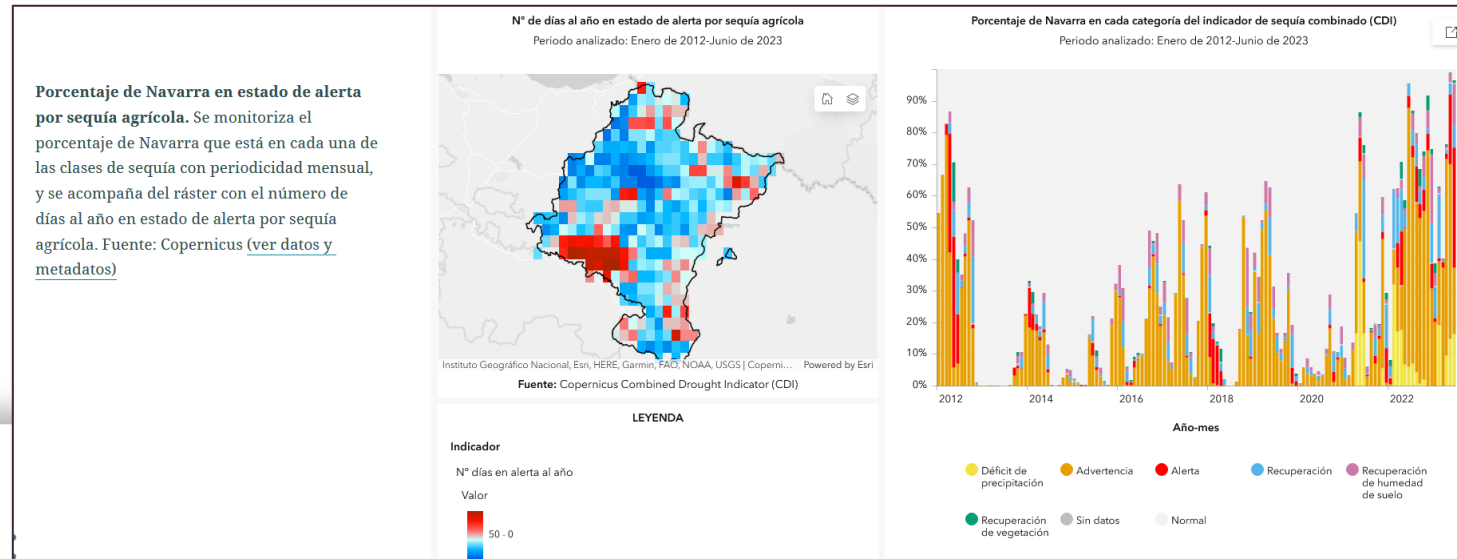 Porcentaje de Navarra en estado de alerta
por sequía agrícola. Se monitoriza el
porcentaje de Navarra que está en cada una de
las clases de sequía con periodicidad mensual,
y se acompaña del ráster con el número de
días al año en estado de alerta por sequía
agrícola. Fuente: Copernicus (ver datos y
metadatos)
N° de días al año en estado de alerta por sequía agrícola
Periodo analizado: Enero de 2012-Junio de 2023
Instituto Geográfico Nacional, Esri, HERE, Garmin, FAO, NOAA, USGS | Coperni... Powered by Esri
Fuente: Copernicus Combined Drought Indicator (CDI)
LEYENDA
Indicador
N° días en alerta al año
Valor
50 - 0
Porcentaje de Navarra en cada categoría del indicador de sequía combinado (CDI)
Periodo analizado: Enero de 2012-Junio de 2023
90%
80%
70%
60%
50%
40%
30%
20%
10%
0%
2012 2014 2016 2018 2020 2022
Año-mes
Déficit de
precipitación
Advertencia
Alerta
Recuperación
Recuperación
de humedad
de suelo
Recuperación
de vegetación
Sin datos
Normal